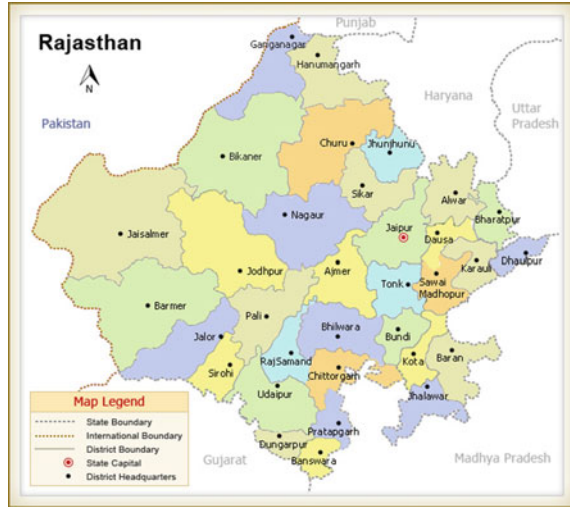 Rajasthan
N
Punjab
Haryana
Uttar
Pradesh
Pakistan
Ganganagar
Hanumangarh
Churu
Jhunjhunu
Bikaner
Sikar
Alwar
Nagaur
Jaipur
Bharatpur
Jaisalmer
Dausa
Dhaulpur
Jodhpur
Ajmer
Karauli
Sawai
Madhopur
Tonk
Barmer
Pali
Jalor
Bhilwara
Bundi
RajSamand
Kota
Baran
Sirohi
Chittorgarh
Udaipur
Jhalawar
Pratapgarh
Dungarpur
Banswara
Gujarat
Madhya Pradesh
Map Legend
State Boundary
International Boundary
District Boundary
State Capital
District Headquarters